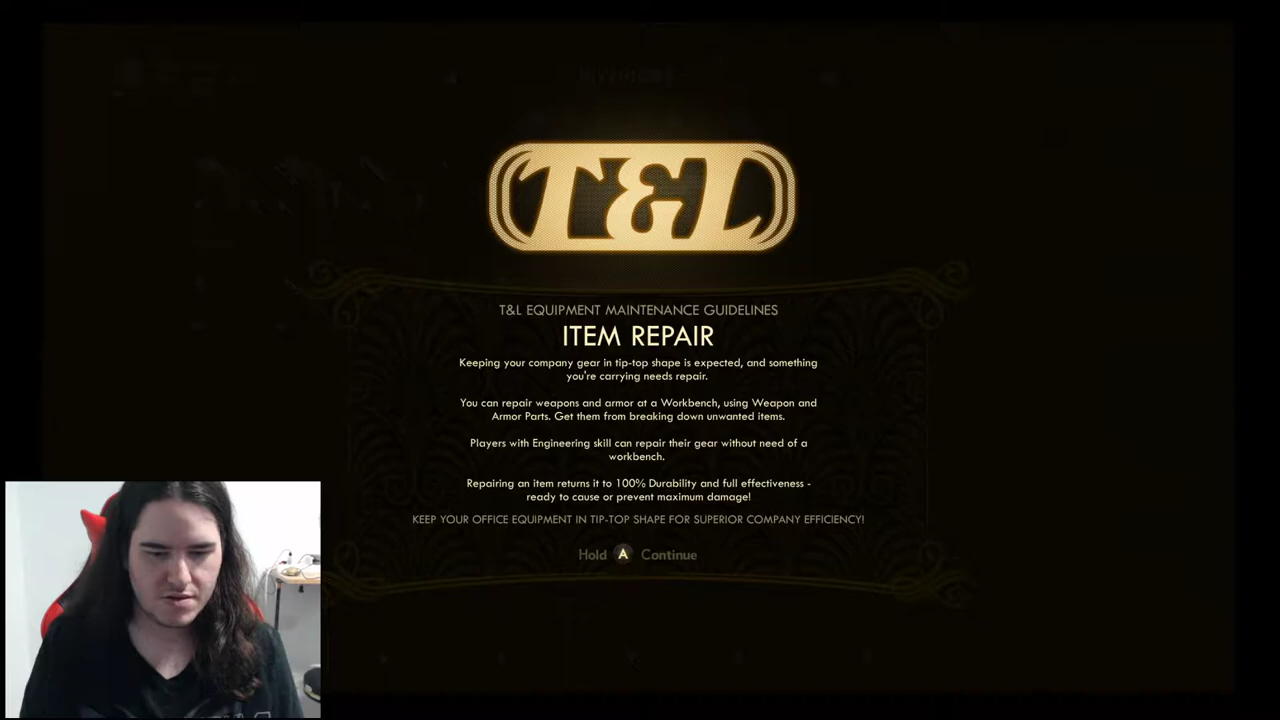 T&L
T&L EQUIPMENT MAINTENANCE GUIDELINES
ITEM REPAIR
Keeping your company gear in tip-top shape is expected, and something
you're carrying needs repair.
You can repair weapons and armor at a Workbench, using Weapon and
Armor Parts. Get them from breaking down unwanted items.
Players with Engineering skill can repair their gear without need of a
workbench.
Repairing an item returns it to 100% Durability and full effectiveness -
ready to cause or prevent maximum damage!
KEEP YOUR OFFICE EQUIPMENT IN TIP-TOP SHAPE FOR SUPERIOR COMPANY EFFICIENCY!
Hold A Continue